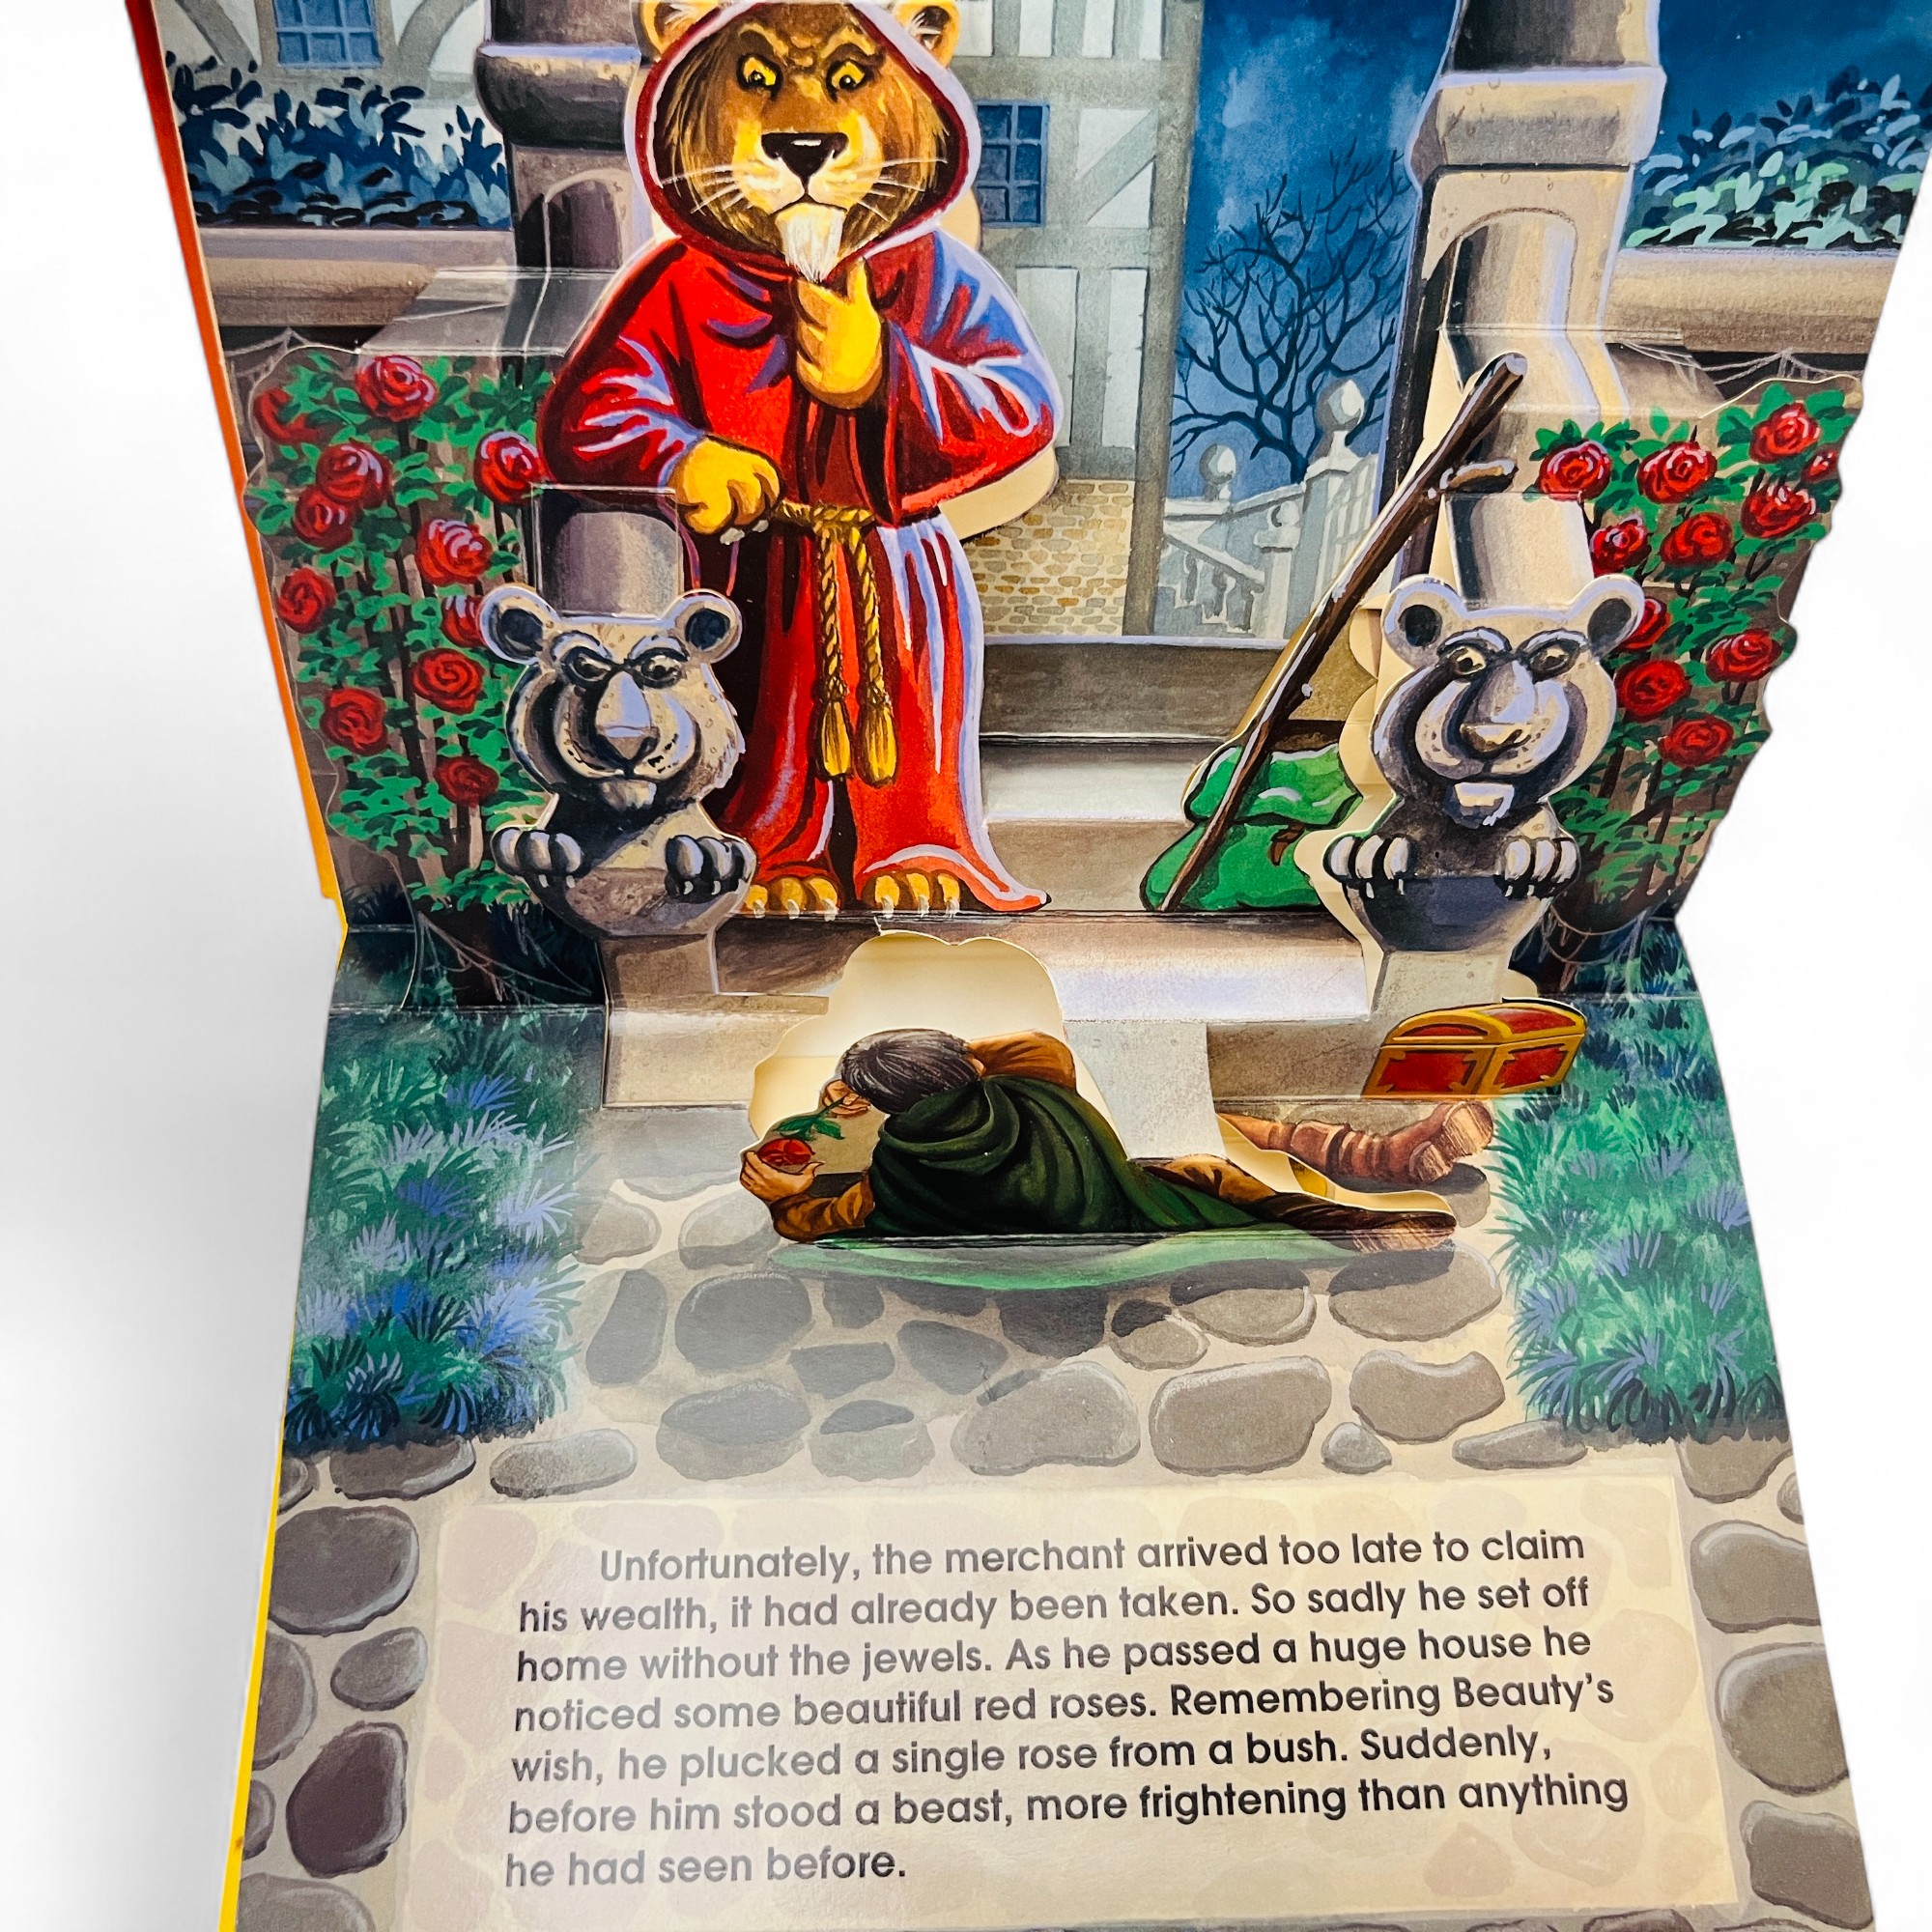 Unfortunately, the merchant arrived too late to claim
his wealth, it had already been taken. So sadly he set off
home without the jewels. As he passed a huge house he
noticed some beautiful red roses. Remembering Beauty's
wish, he plucked a single rose from a bush. Suddenly,
before him stood a beast, more frightening than anything
he had seen before.